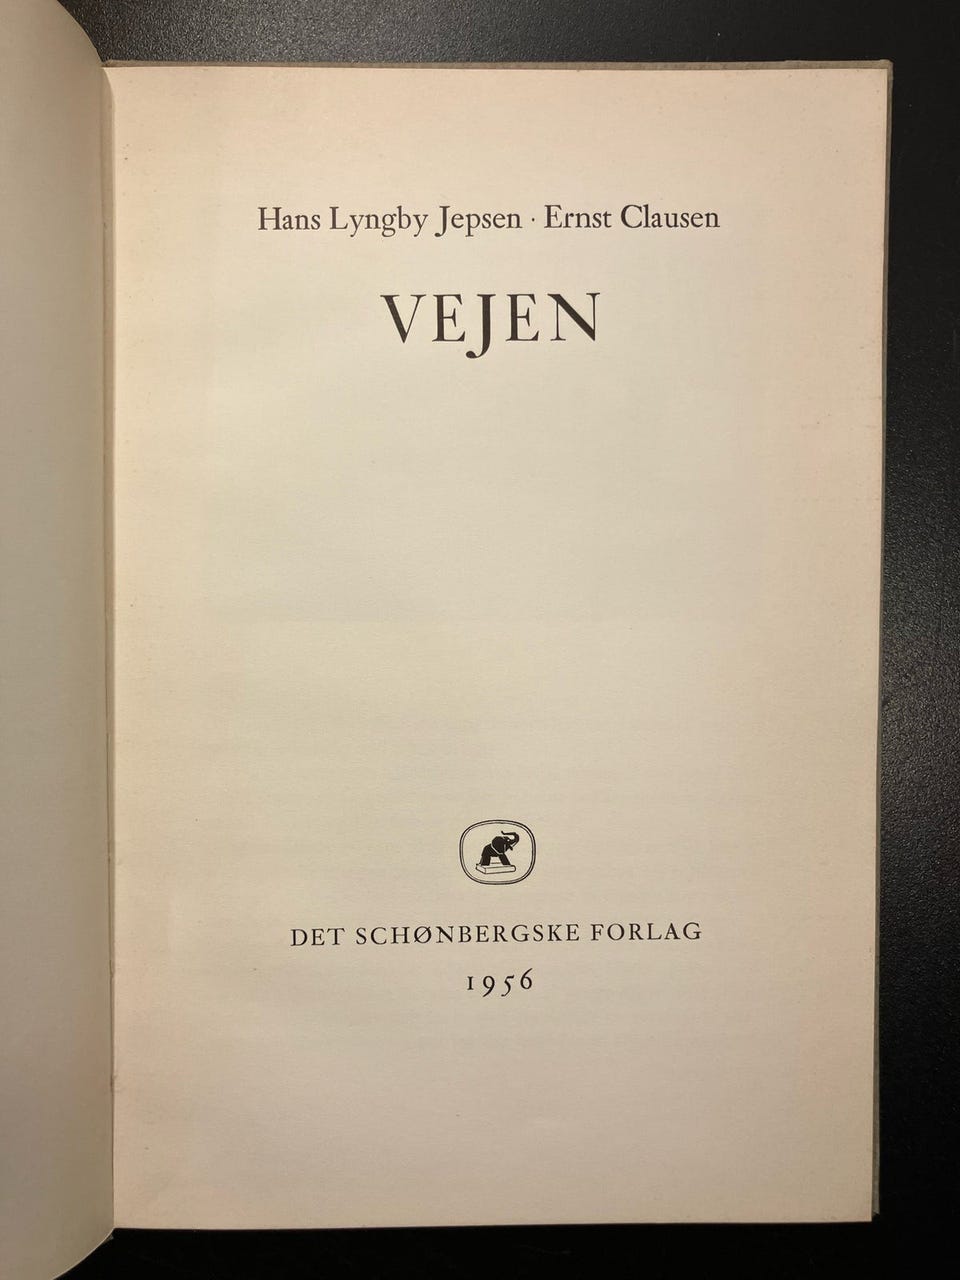 Hans Lyngby Jepsen · Ernst Clausen
VEJEN
DET SCHØNBERGSKE FORLAG
1956